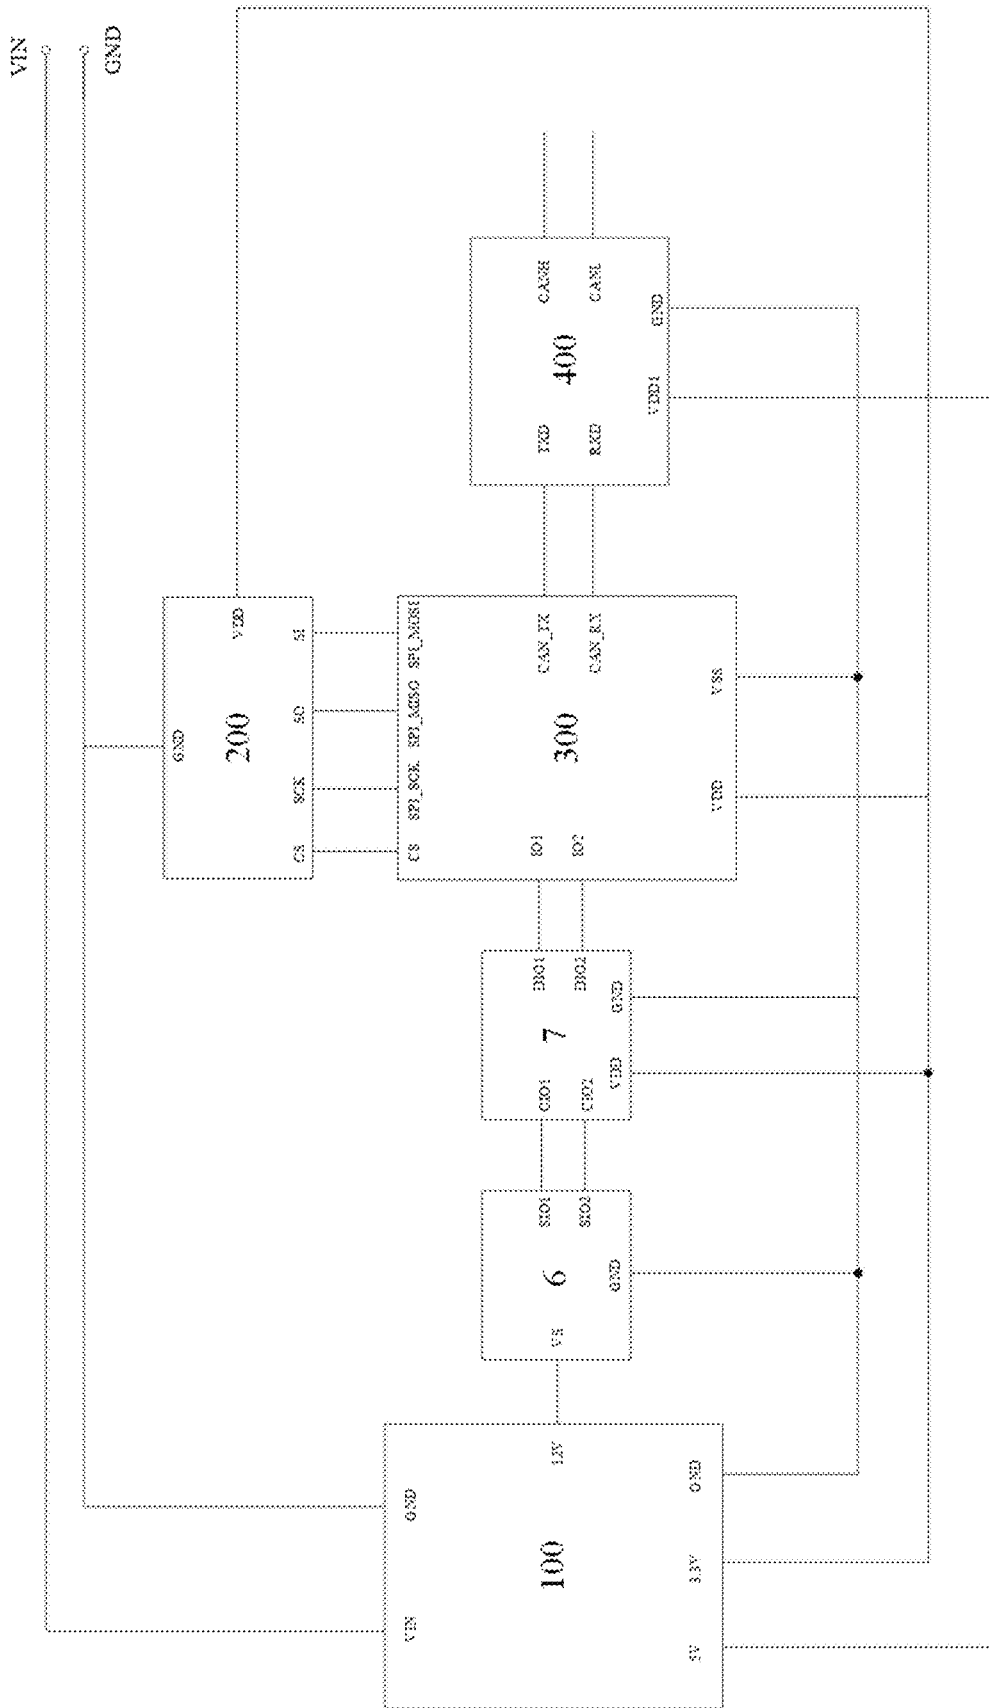 VIN
GND
GND
VDD
200
CS
SCK
SO
SI
CS
SPI_SCK
SPI_MISO
SPI_MOSI
IO1
IO2
300
CAN_TX
CAN_RX
VDD
VSS
TXD
RXD
400
CANH
CANL
VDD1
GND
CIO1
CIO2
7
DIO1
DIO2
VDD
GND
VS
6
SIO1
SIO2
GND
VIN
GND
100
12V
5V
3.3V
GND